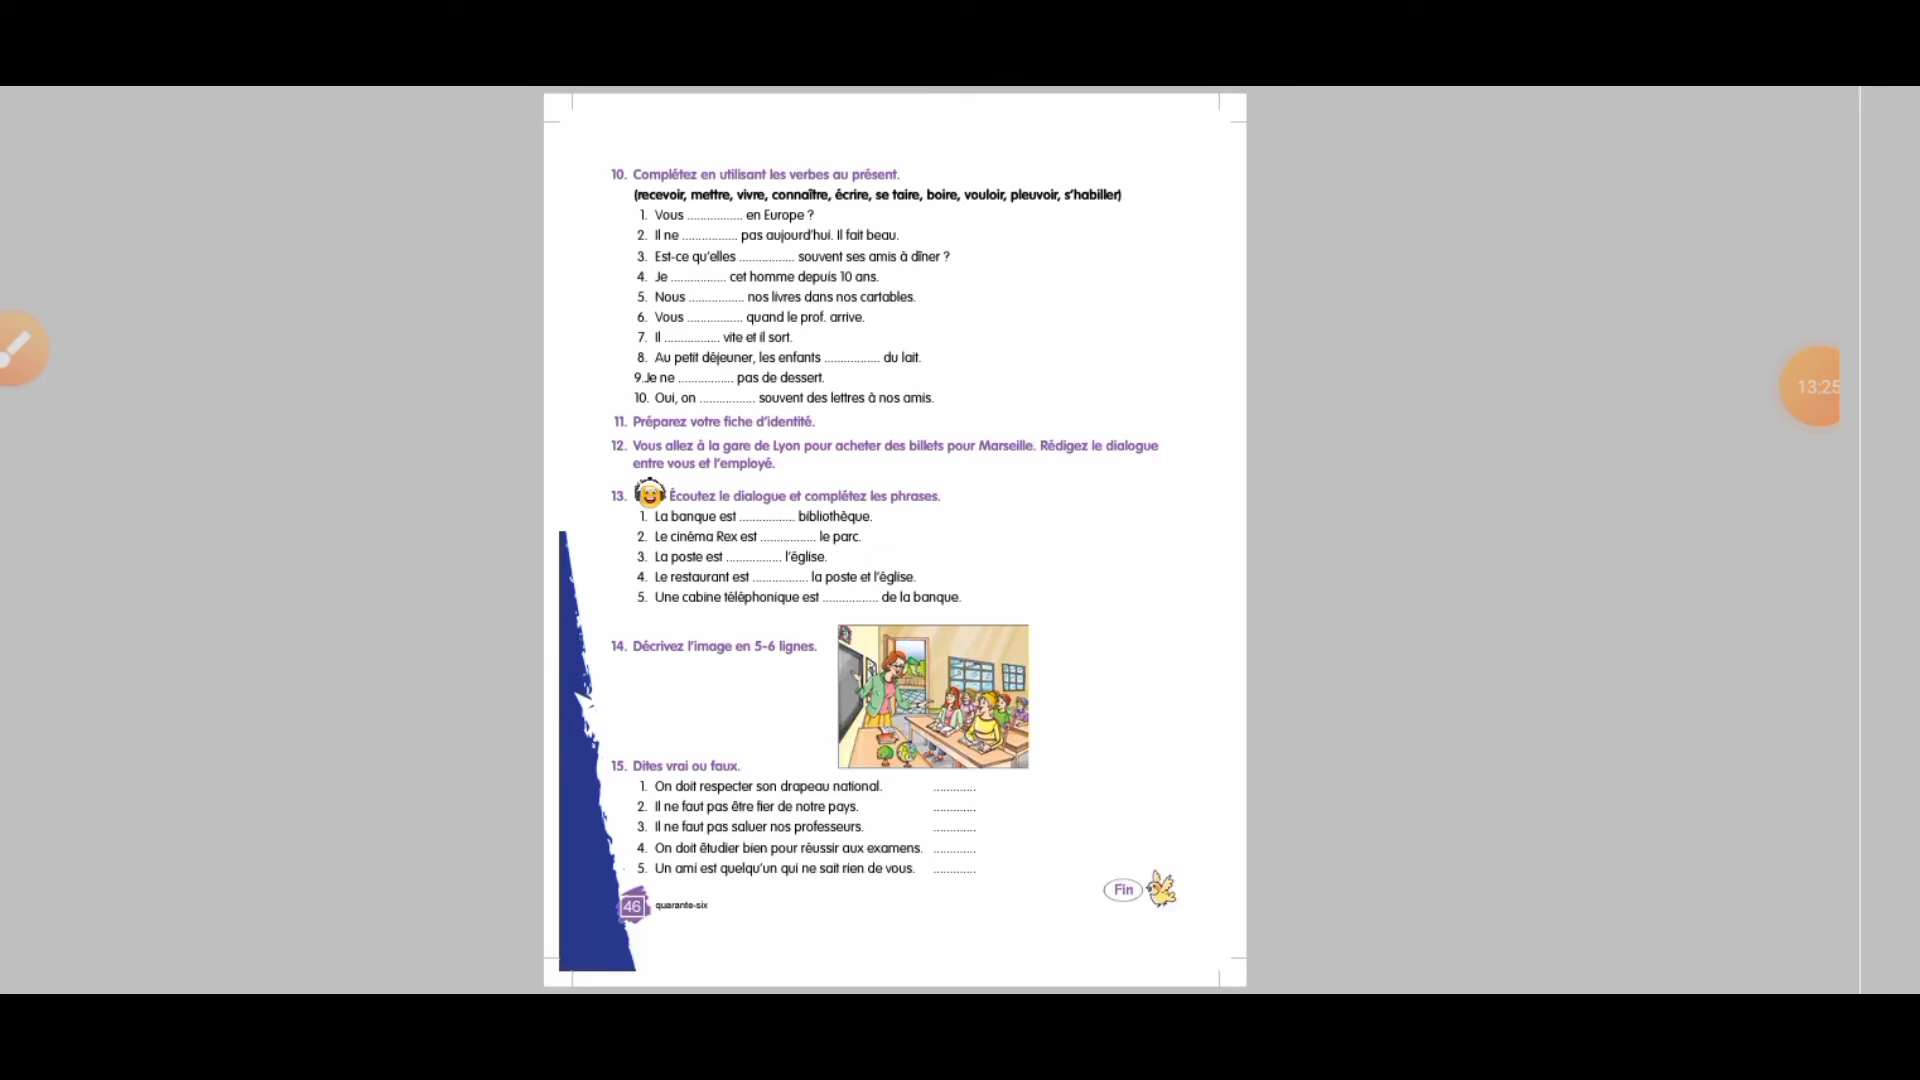 10. Complétez en utilisant les verbes au présent.
(recevoir, mettre, vivre, connaître, écrire, se taire, boire, vouloir, pleuvoir, s'habiller)
1. Vous ................. en Europe ?
2. Il ne ................. pas aujourd'hui. Il fait beau.
3. Est-ce qu'elles ................. souvent ses amis à dîner ?
4. Je ................. cet homme depuis 10 ans.
5. Nous ................. nos livres dans nos cartables.
6. Vous ................. quand le prof. arrive.
7. Il ................. vite et il sort.
8. Au petit déjeuner, les enfants ................. du lait.
9.Je ne ................. pas de dessert.
10. Oui, on ................. souvent des lettres à nos amis.
11. Préparez votre fiche d'identité.
12. Vous allez à la gare de Lyon pour acheter des billets pour Marseille. Rédigez le dialogue
entre vous et l'employé.
13. Écoutez le dialogue et complétez les phrases.
1. La banque est ................. bibliothèque.
2. Le cinéma Rex est ................. le parc.
3. La poste est ................. l'église.
4. Le restaurant est ................. la poste et l'église.
5. Une cabine téléphonique est ................. de la banque.
14. Décrivez l'image en 5-6 lignes.
15. Dites vrai ou faux.
1. On doit respecter son drapeau national. .............
2. Il ne faut pas être fier de notre pays. .............
3. Il ne faut pas saluer nos professeurs. .............
4. On doit étudier bien pour réussir aux examens. .............
5. Un ami est quelqu'un qui ne sait rien de vous. .............
Fin
46 quarante-six
13:25